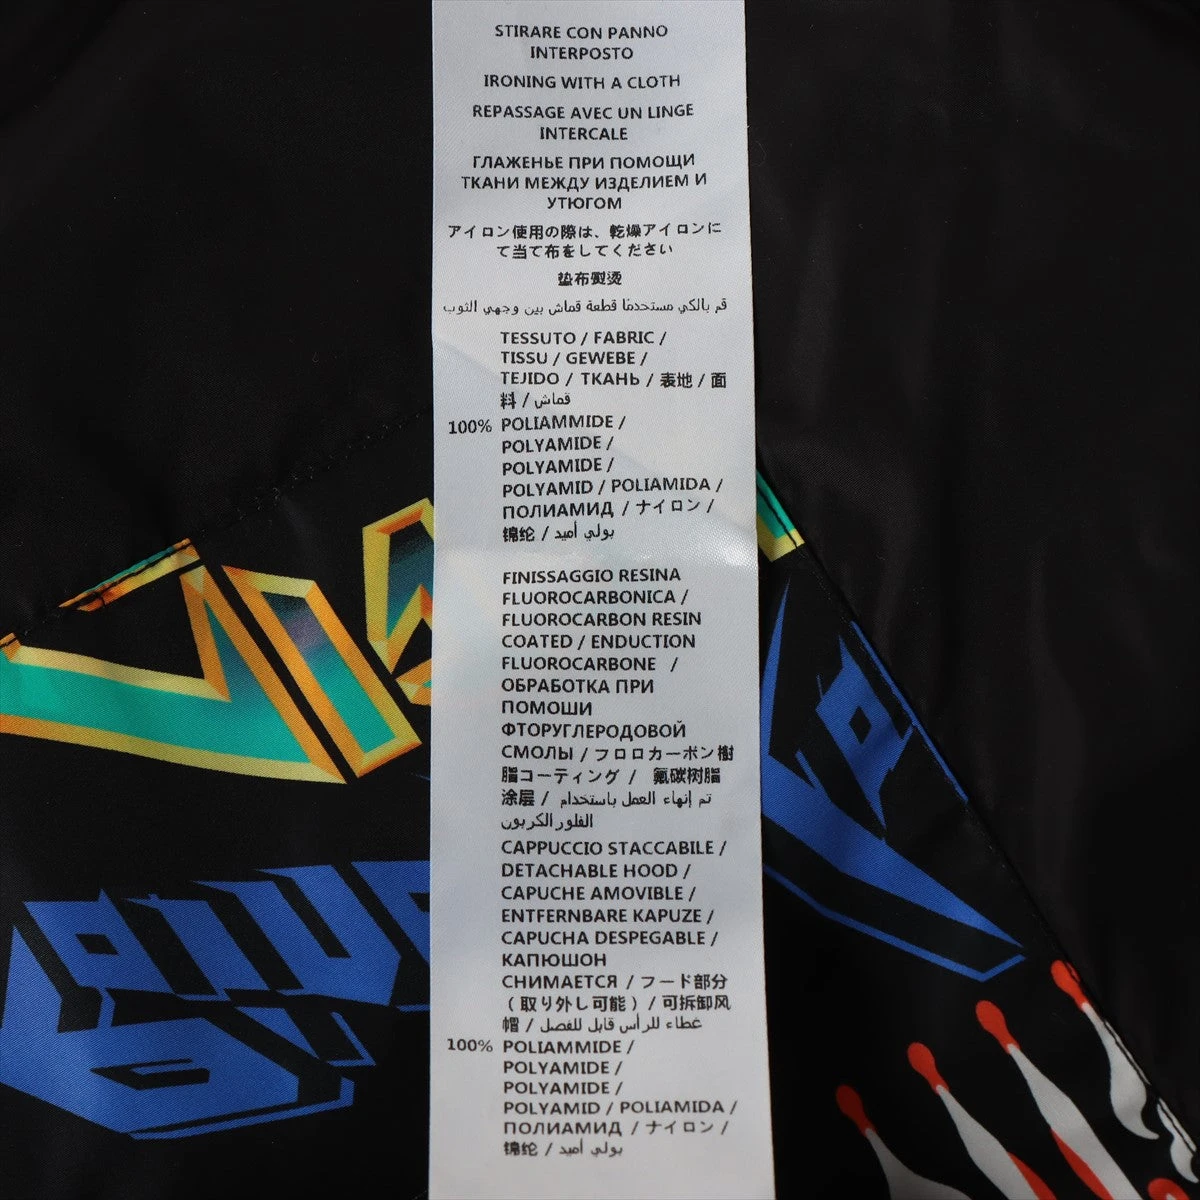 STIRARE CON PANNO
INTERPOSTO
IRONING WITH A CLOTH
REPASSAGE AVEC UN LINGE
INTERCALE
ГЛАЖЕНЬЕ ПРИ ПОМОЩИ
ТКАНИ МЕЖДУ ИЗДЕЛИЕМ И
УТЮГОМ
アイロン使用の際は、乾燥アイロンに
て当て布をしてください
垫布熨烫
قم بالكي مستخدمًا قطعة قماش بين وجهي الثوب
TESSUTO / FABRIC /
TISSU / GEWEBE /
TEJIDO / ТКАНЬ / 表地 / 面
料 / قماش
100% POLIAMMIDE /
POLYAMIDE /
POLYAMIDE /
POLYAMID / POLIAMIDA /
ПОЛИАМИД / ナイロン /
锦纶 / بولي أميد
FINISSAGGIO RESINA
FLUOROCARBONICA /
FLUOROCARBON RESIN
COATED / ENDUCTION
FLUOROCARBONE /
ОБРАБОТКА ПРИ
ПОМОШИ
ФТОРУГЛЕРОДОВОЙ
СМОЛЫ / フロロカーボン樹
脂コーティング / 氟碳树脂
涂层 / تم إنهاء العمل باستخدام
الفلور الكربون
CAPPUCCIO STACCABILE /
DETACHABLE HOOD /
CAPUCHE AMOVIBLE /
ENTFERNBARE KAPUZE /
CAPUCHA DESPEGABLE /
КАПЮШОН
СНИМАЕТСЯ / フード部分
( 取り外し可能 ) / 可拆卸风
帽 / غطاء للرأس قابل للفصل
100% POLIAMMIDE /
POLYAMIDE /
POLYAMIDE /
POLYAMID / POLIAMIDA /
ПОЛИАМИД / ナイロン /
锦纶 / بولي أميد